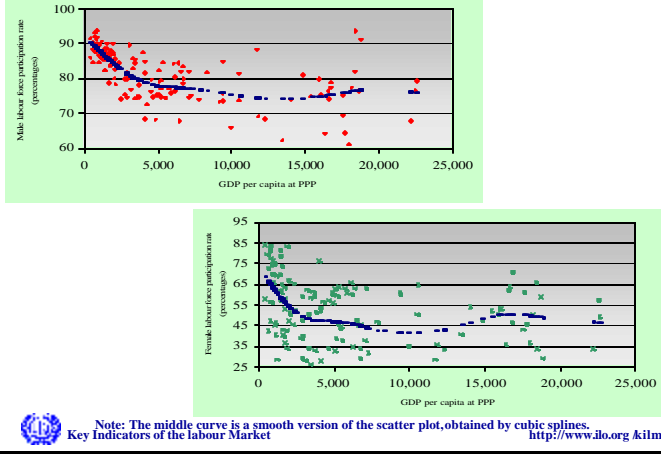 Male labour force participation rate
(percentages)
100
90
80
70
60
0 5,000 10,000 15,000 20,000 25,000
GDP per capita at PPP
Female labour force participation rate
(percentages)
95
85
75
65
55
45
35
25
0 5,000 10,000 15,000 20,000 25,000
GDP per capita at PPP
Note: The middle curve is a smooth version of the scatter plot, obtained by cubic splines.
Key Indicators of the labour Market http://www.ilo.org/kilm